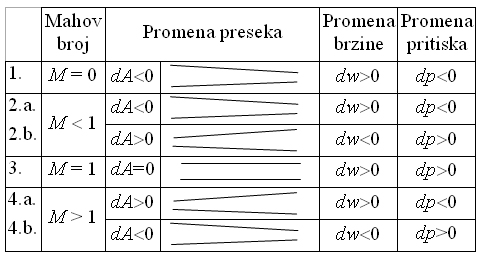 Mahov broj
Promena preseka
Promena brzine
Promena pritiska
1. M = 0 dA<0 dw>0 dp<0
2.a. M < 1 dA<0 dw>0 dp<0
2.b. dA>0 dw<0 dp>0
3. M = 1 dA=0 dw>0 dp>0
4.a. M > 1 dA>0 dw>0 dp<0
4.b. dA<0 dw<0 dp>0